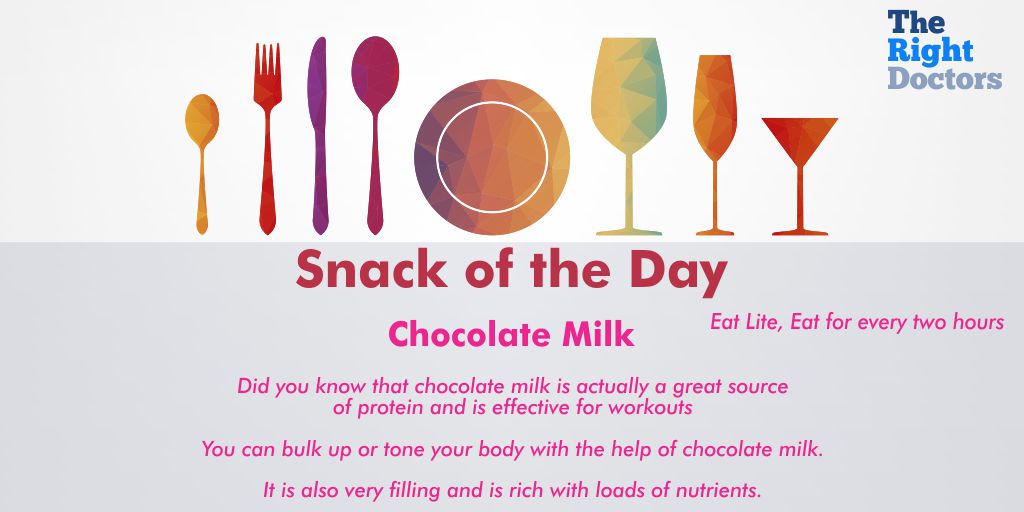 The
Right
Doctors
Snack of the Day
Eat Lite, Eat for every two hours
Chocolate Milk
Did you know that chocolate milk is actually a great source
of protein and is effective for workouts
You can bulk up or tone your body with the help of chocolate milk.
It is also very filling and is rich with loads of nutrients.